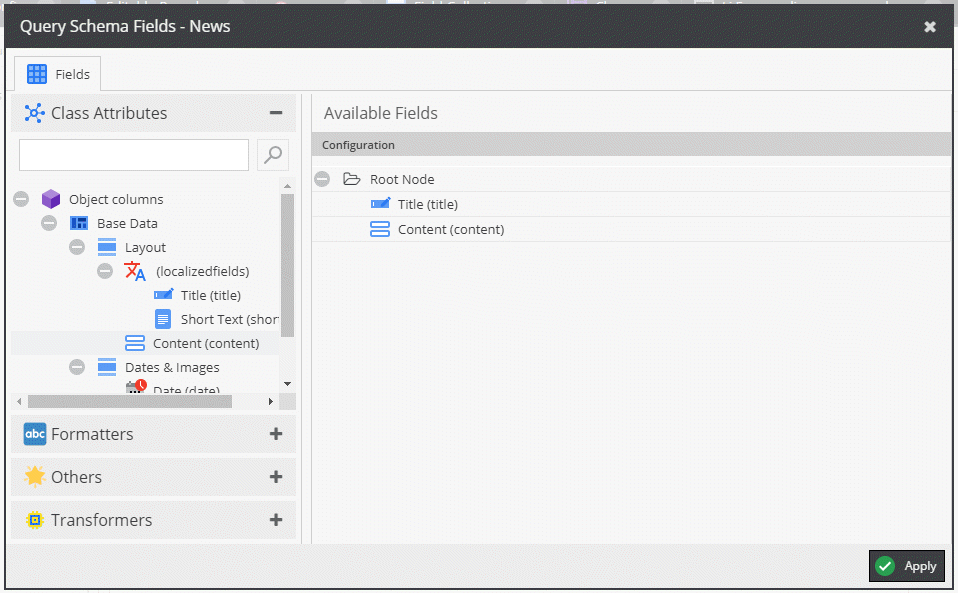 Query Schema Fields - News
Fields
Class Attributes
Object columns
Base Data
Layout
(localizedfields)
Title (title)
Short Text (shor
Content (content)
Dates & Images
Date (date)
Formatters
abc
Others
Transformers
Available Fields
Configuration
Root Node
Title (title)
Content (content)
Apply